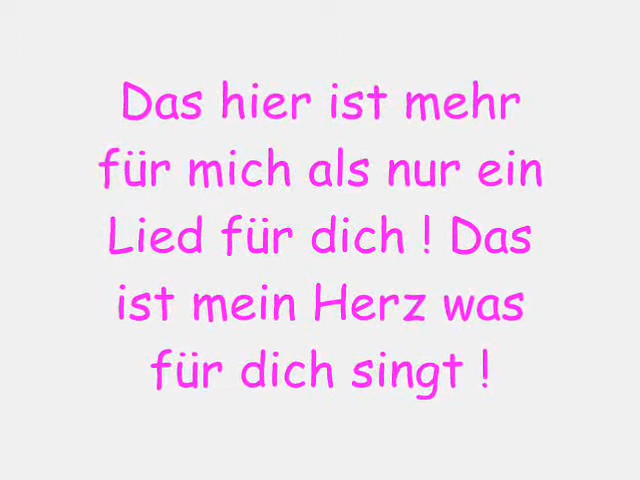 Das hier ist mehr
für mich als nur ein
Lied für dich ! Das
ist mein Herz was
für dich singt !